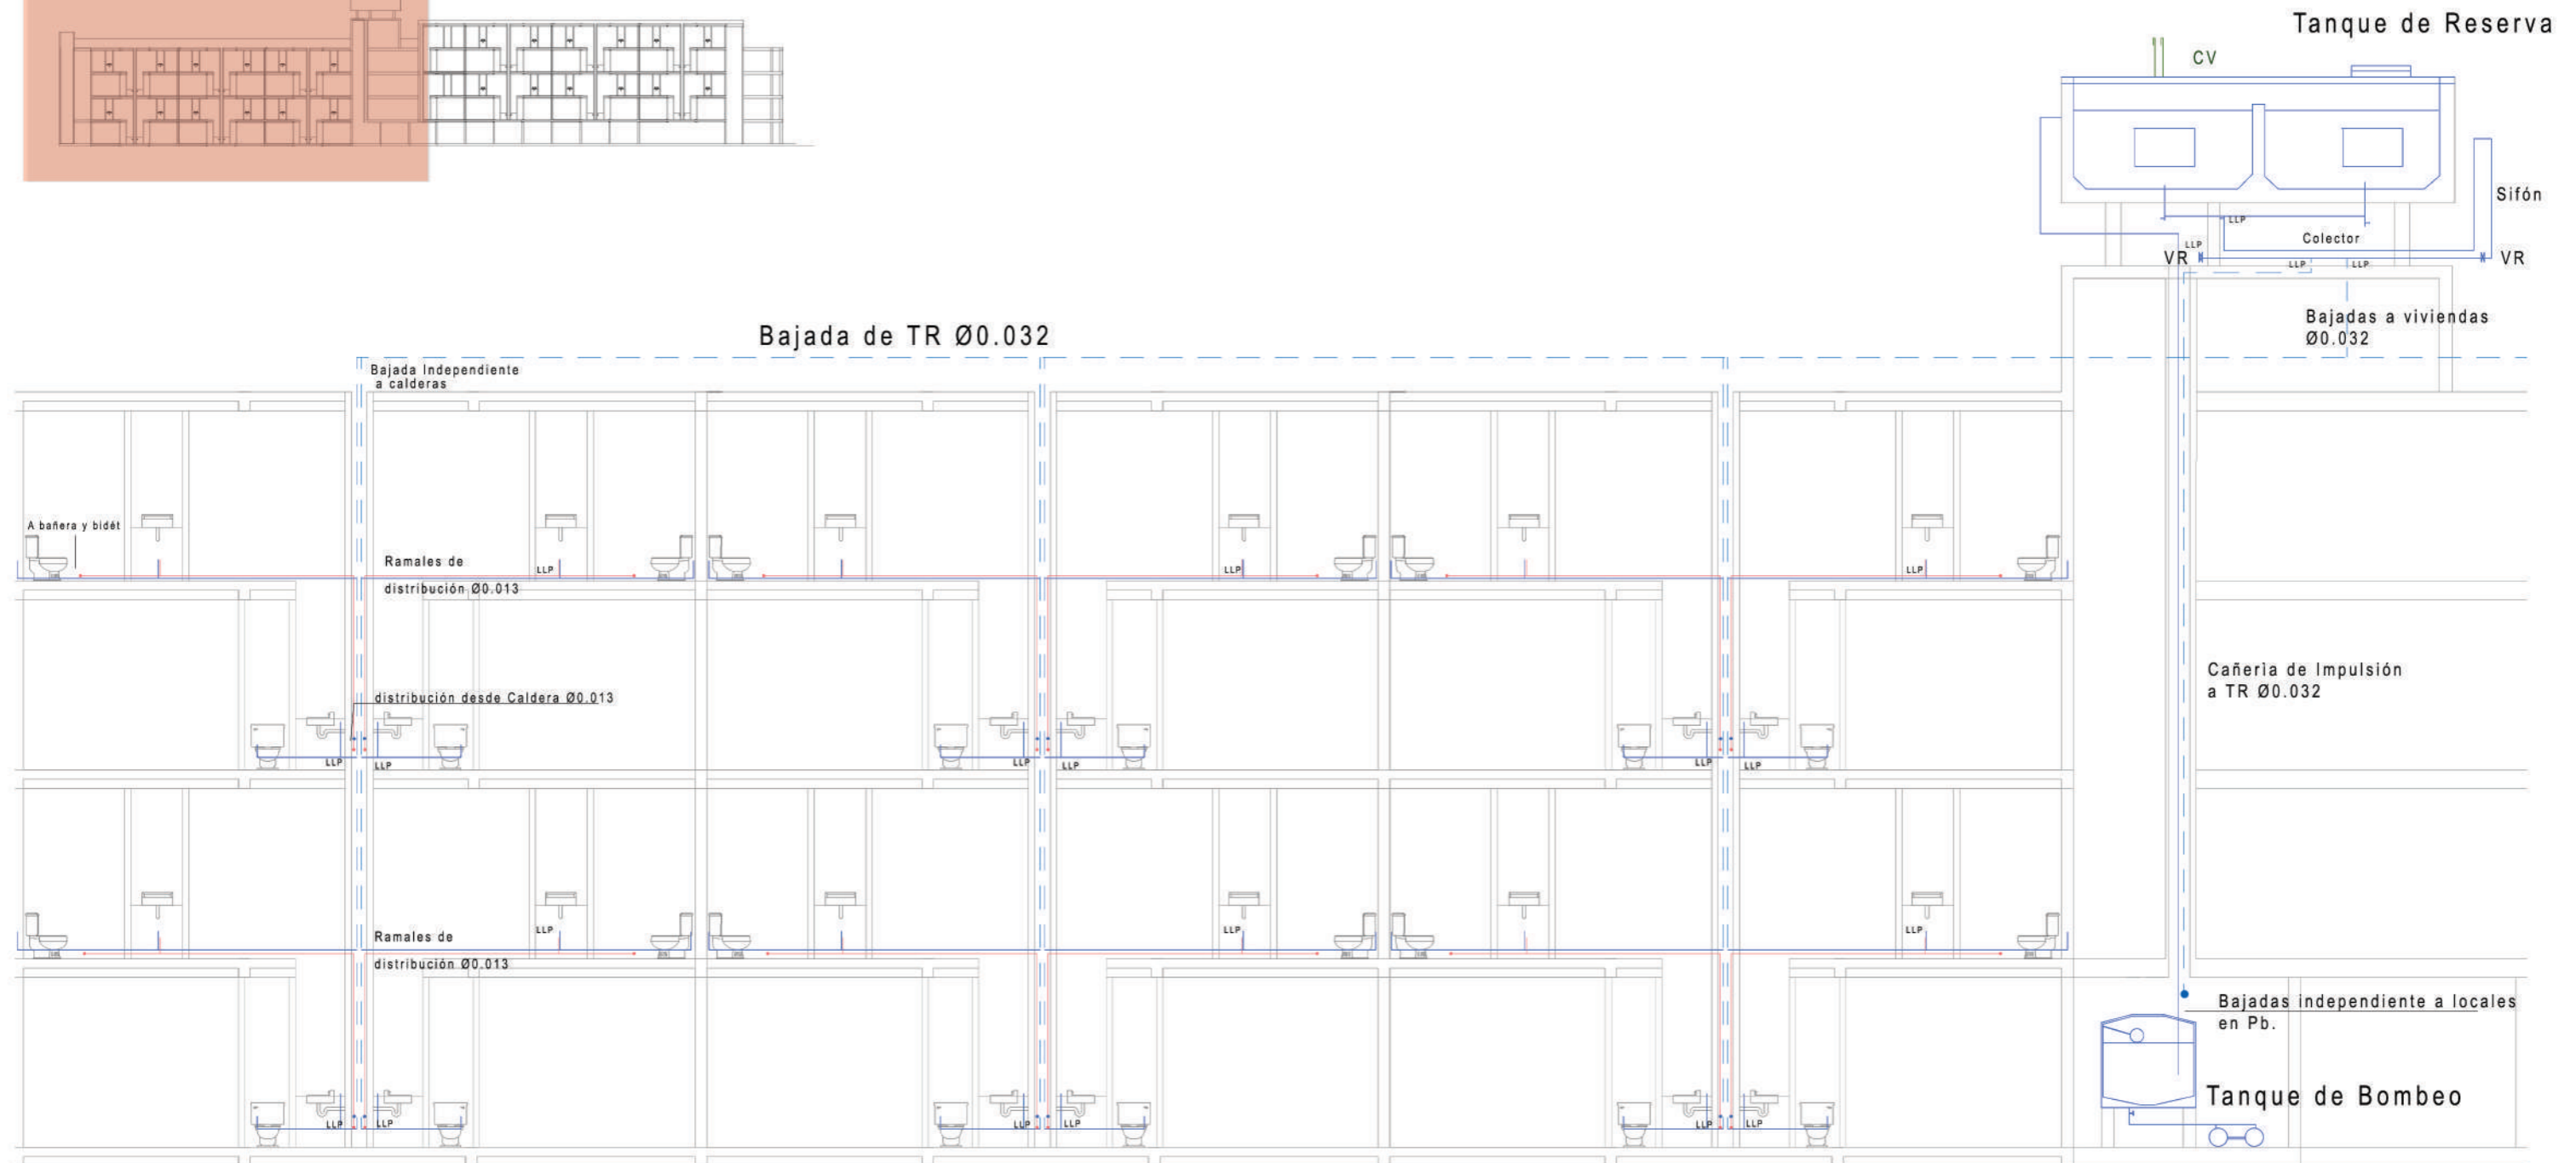 Tanque de Reserva
CV
Sifón
LLP
Colector
LLP
VR
VR
LLP
LLP
Bajadas a viviendas
Ø0.032
Bajada de TR Ø0.032
Bajada Independiente
a calderas
A bañera y bidét
Ramales de
LLP
LLP
LLP
distribución Ø0.013
Cañerìa de Impulsión
a TR Ø0.032
distribución desde Caldera Ø0.013
LLP
LLP
LLP
LLP
LLP
LLP
LLP
LLP
LLP
Ramales de
distribución Ø0.013
Bajadas independiente a locales
en Pb.
Tanque de Bombeo
LLP
LLP
LLP
LLP
LLP
LLP